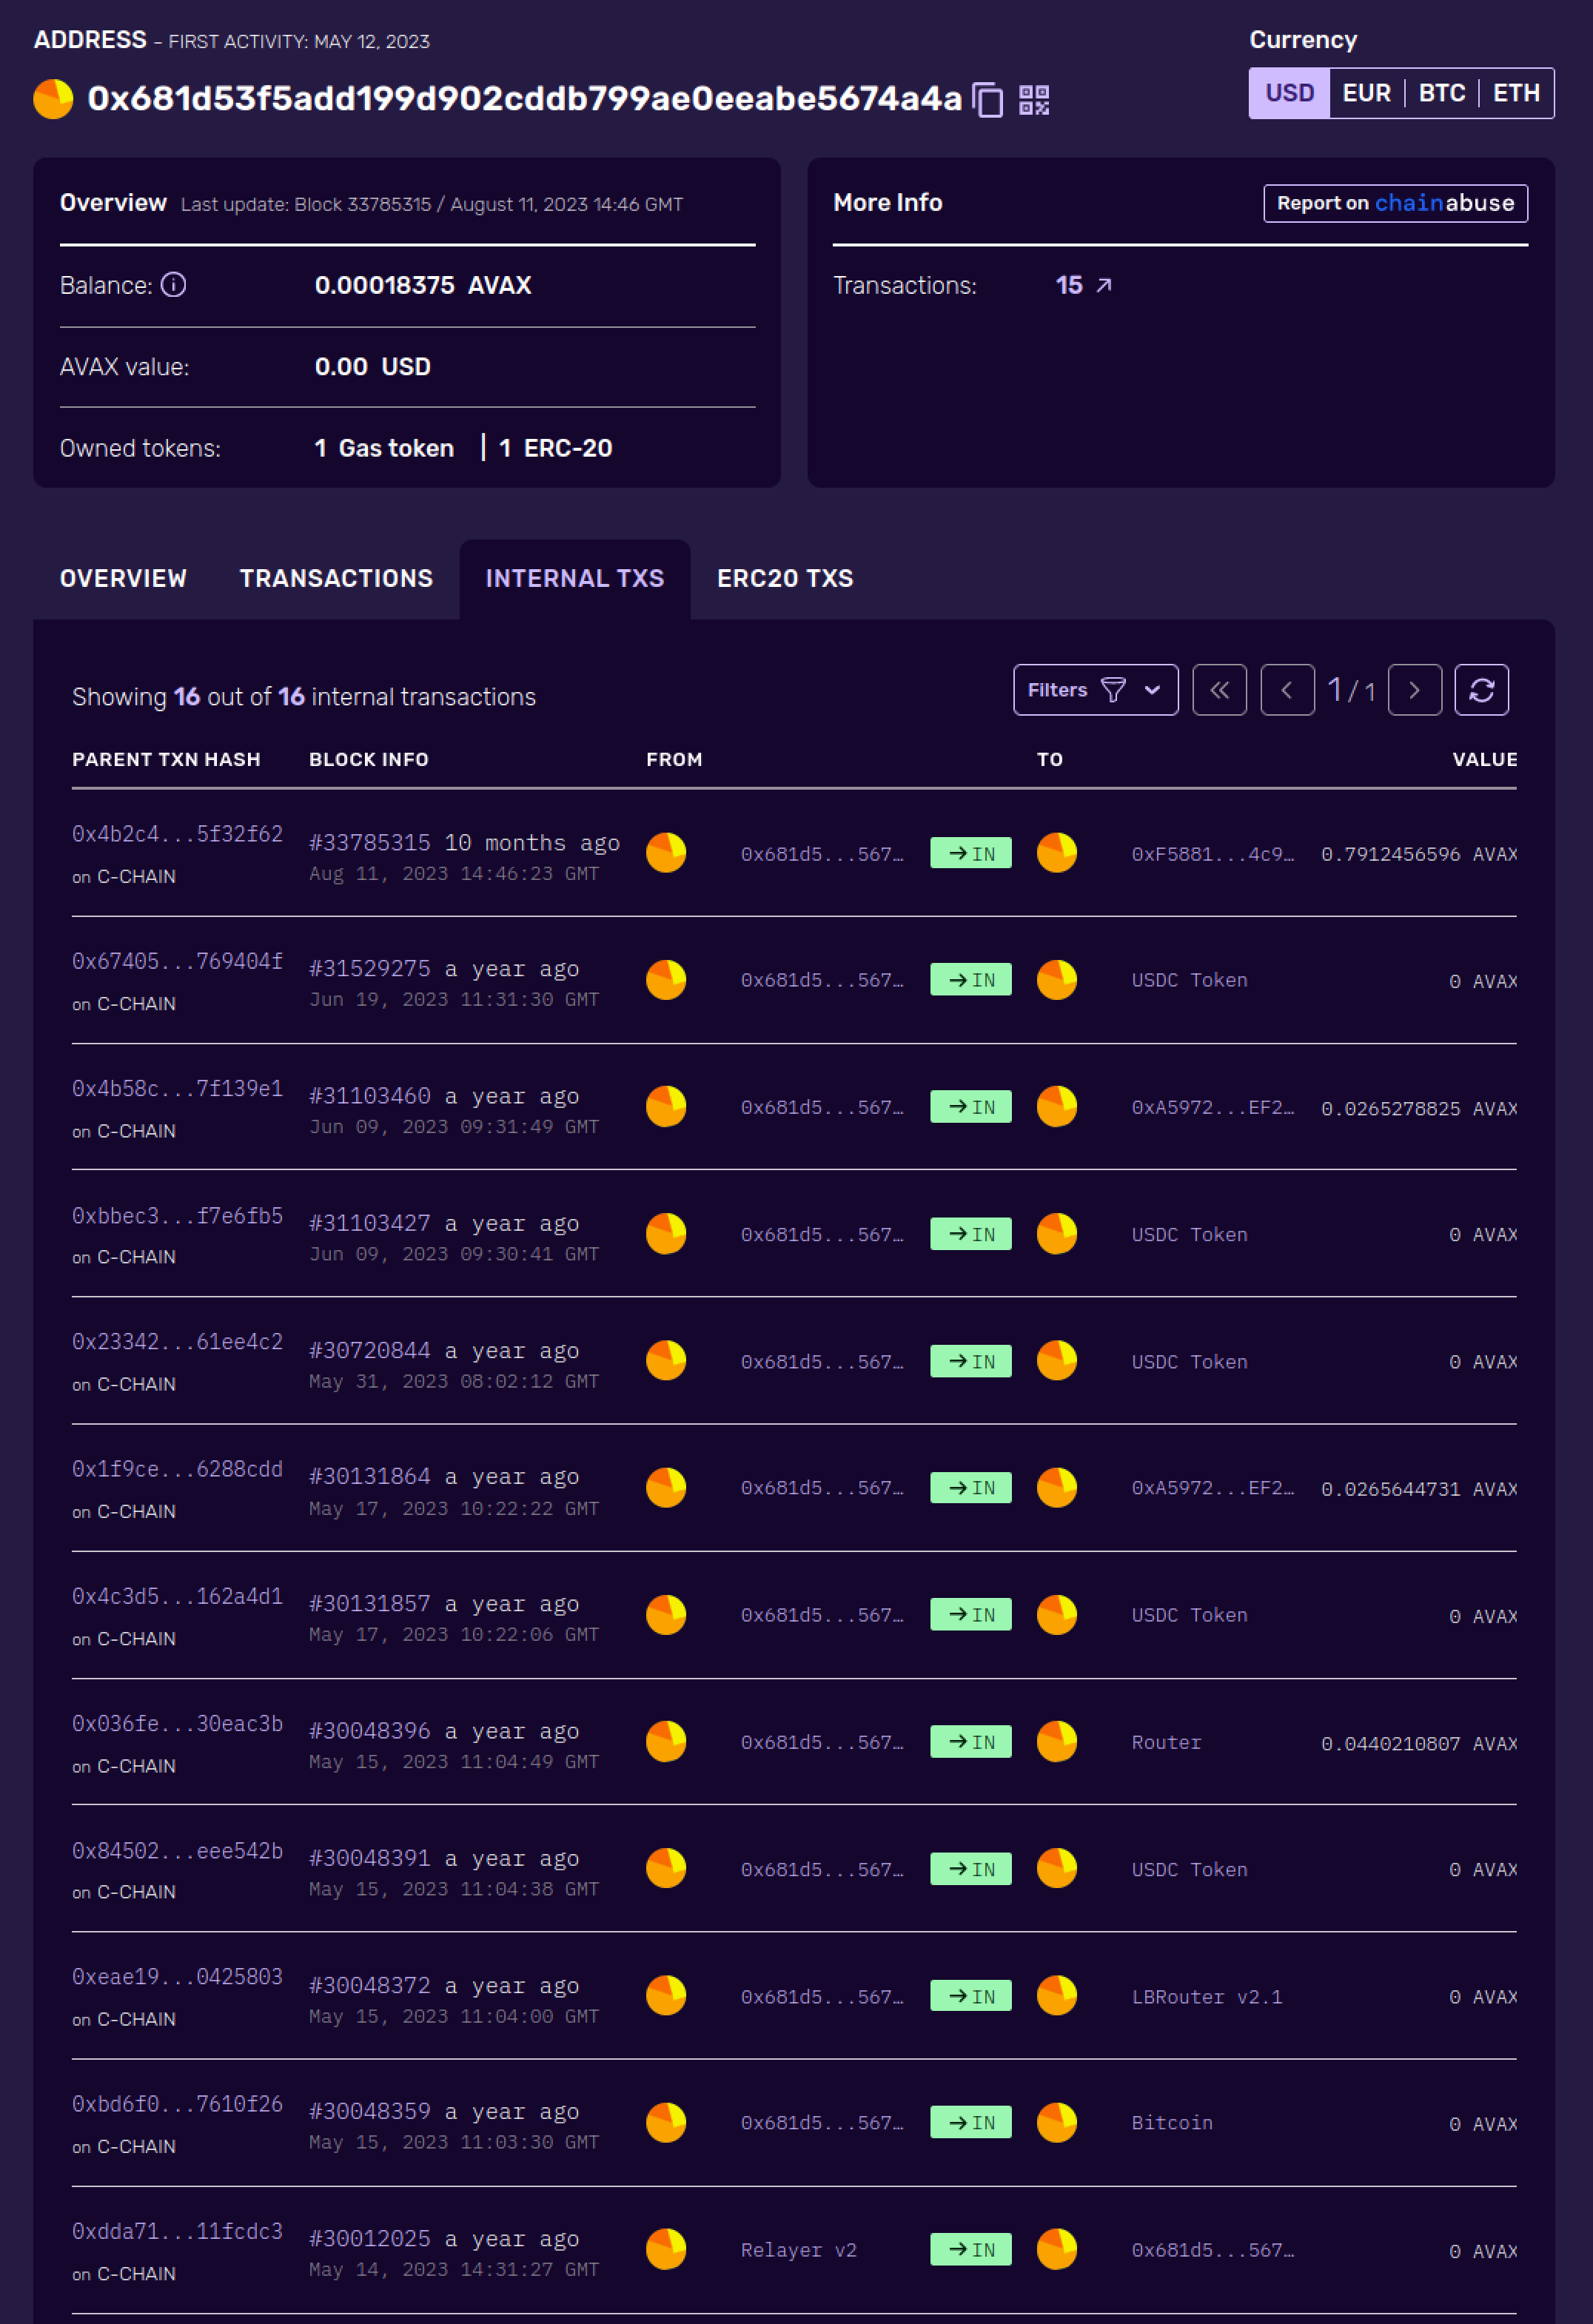 ADDRESS - FIRST ACTIVITY: MAY 12, 2023
Currency
0x681d53f5add199d902cddb799ae0eeabe5674a4a
USD EUR BTC ETH
Overview Last update: Block 33785315 / August 11, 2023 14:46 GMT
Balance: 0.00018375 AVAX
AVAX value: 0.00 USD
Owned tokens: 1 Gas token | 1 ERC-20
More Info Report on chainabuse
Transactions: 15
OVERVIEW TRANSACTIONS INTERNAL TXS ERC20 TXS
Showing 16 out of 16 internal transactions
Filters 1 / 1
PARENT TXN HASH BLOCK INFO FROM TO VALUE
0x4b2c4...5f32f62 #33785315 10 months ago 0x681d5...567… IN 0xF5881...4c9… 0.7912456596 AVAX
on C-CHAIN Aug 11, 2023 14:46:23 GMT
0x67405...769404f #31529275 a year ago 0x681d5...567… IN USDC Token 0 AVAX
on C-CHAIN Jun 19, 2023 11:31:30 GMT
0x4b58c...7f139e1 #31103460 a year ago 0x681d5...567… IN 0xA5972...EF2… 0.0265278825 AVAX
on C-CHAIN Jun 09, 2023 09:31:49 GMT
0xbbec3...f7e6fb5 #31103427 a year ago 0x681d5...567… IN USDC Token 0 AVAX
on C-CHAIN Jun 09, 2023 09:30:41 GMT
0x23342...61ee4c2 #30720844 a year ago 0x681d5...567… IN USDC Token 0 AVAX
on C-CHAIN May 31, 2023 08:02:12 GMT
0x1f9ce...6288cdd #30131864 a year ago 0x681d5...567… IN 0xA5972...EF2… 0.0265644731 AVAX
on C-CHAIN May 17, 2023 10:22:22 GMT
0x4c3d5...162a4d1 #30131857 a year ago 0x681d5...567… IN USDC Token 0 AVAX
on C-CHAIN May 17, 2023 10:22:06 GMT
0x036fe...30eac3b #30048396 a year ago 0x681d5...567… IN Router 0.0440210807 AVAX
on C-CHAIN May 15, 2023 11:04:49 GMT
0x84502...eee542b #30048391 a year ago 0x681d5...567… IN USDC Token 0 AVAX
on C-CHAIN May 15, 2023 11:04:38 GMT
0xeae19...0425803 #30048372 a year ago 0x681d5...567… IN LBRouter v2.1 0 AVAX
on C-CHAIN May 15, 2023 11:04:00 GMT
0xbd6f0...7610f26 #30048359 a year ago 0x681d5...567… IN Bitcoin 0 AVAX
on C-CHAIN May 15, 2023 11:03:30 GMT
0xdda71...11fcdc3 #30012025 a year ago Relayer v2 IN 0x681d5...567… 0 AVAX
on C-CHAIN May 14, 2023 14:31:27 GMT